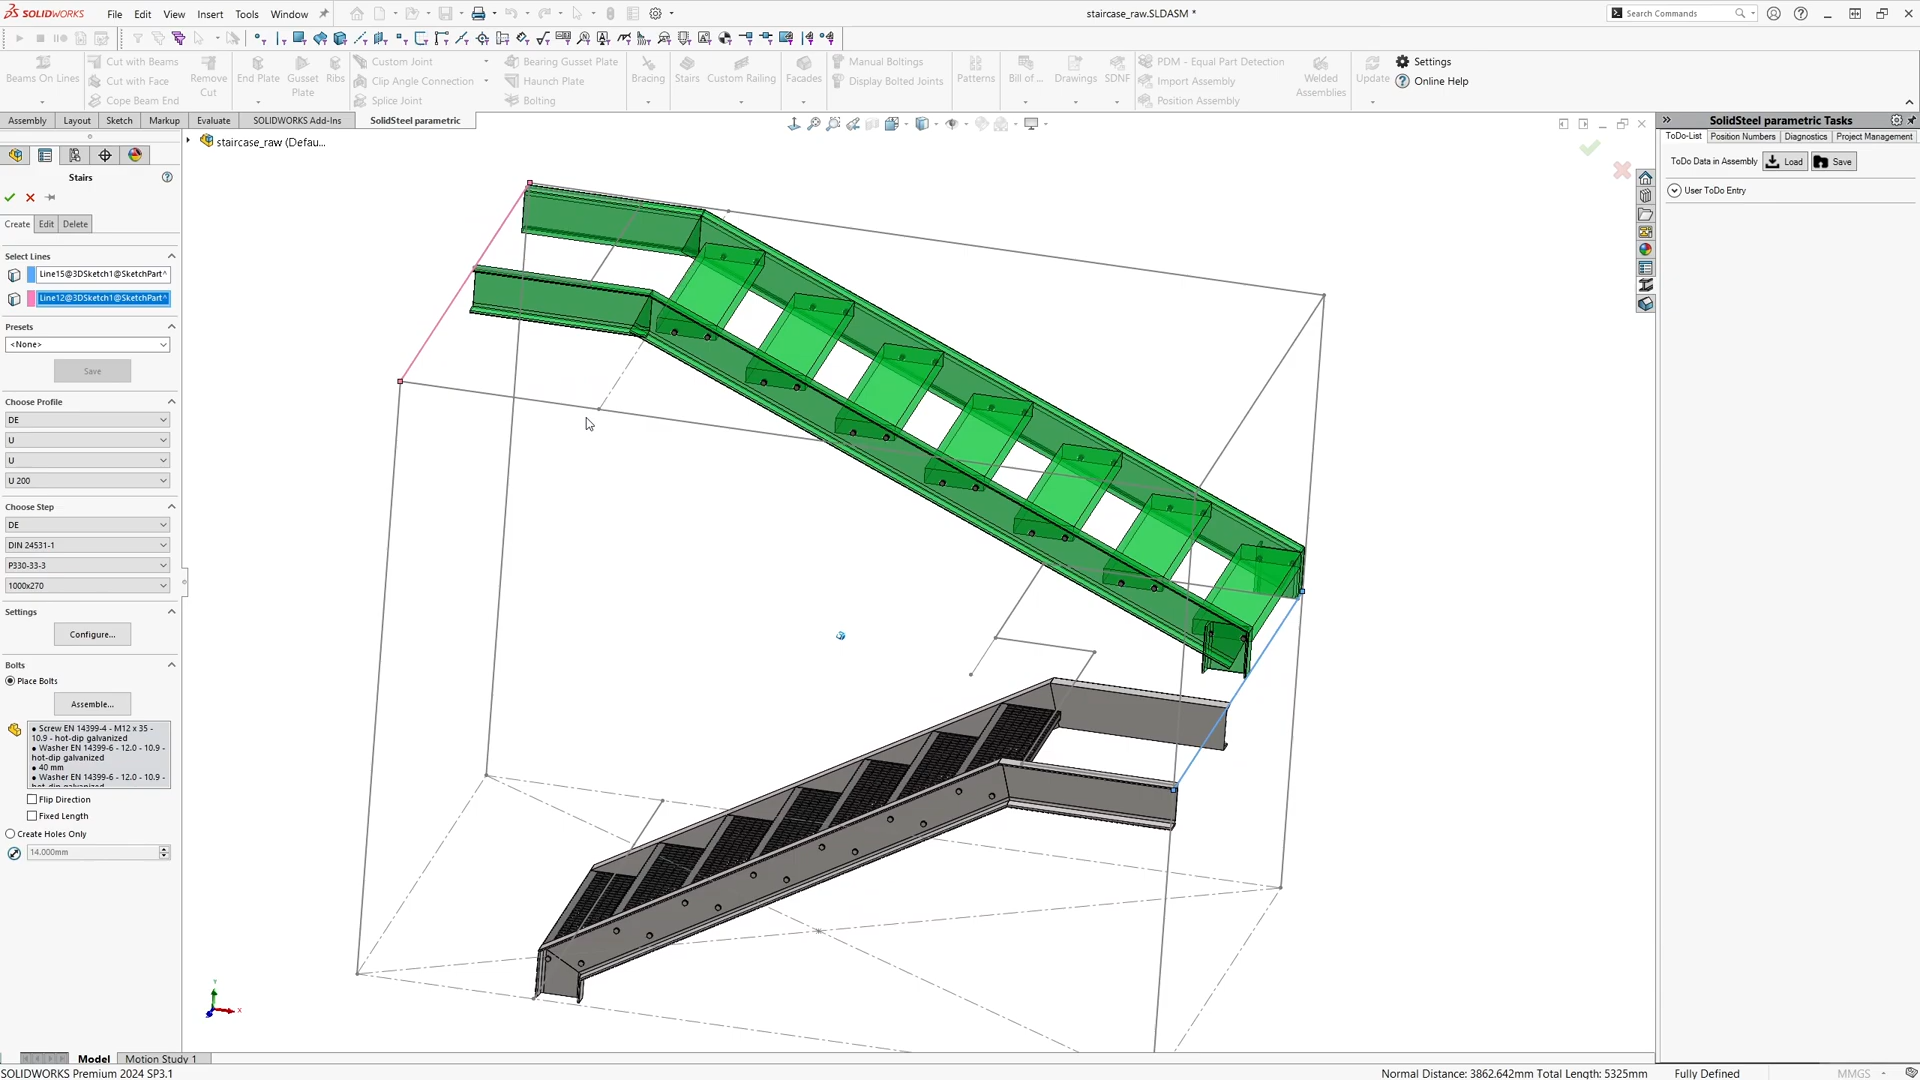 SOLIDWORKS
File
Edit
View
Insert
Tools
Window
staircase_raw.SLDASM *
Search Commands
Beams On Lines
Cut with Beams
Cut with Face
Cope Beam End
Remove Cut
End Plate
Gusset Plate
Ribs
Custom Joint
Clip Angle Connection
Splice Joint
Bearing Gusset Plate
Haunch Plate
Bolting
Bracing
Stairs
Custom Railing
Facades
Manual Boltings
Display Bolted Joints
Patterns
Bill of ...
Drawings
SDNF
PDM - Equal Part Detection
Import Assembly
Position Assembly
Welded Assemblies
Update
Settings
Online Help
Assembly
Layout
Sketch
Markup
Evaluate
SOLIDWORKS Add-Ins
SolidSteel parametric
staircase_raw (Defau...
Stairs
Create
Edit
Delete
Select Lines
Line15@3DSketch1@SketchPart^
Line12@3DSketch1@SketchPart^
Presets
<None>
Save
Choose Profile
DE
U
U
U 200
Choose Step
DE
DIN 24531-1
P330-33-3
1000x270
Settings
Configure...
Bolts
Place Bolts
Assemble...
• Screw EN 14399-4 - M12 x 35 -
10.9 - hot-dip galvanized
• Washer EN 14399-6 - 12.0 - 10.9 -
hot-dip galvanized
• 40 mm
• Washer EN 14399-6 - 12.0 - 10.9 -
hot-dip galvanized
Flip Direction
Fixed Length
Create Holes Only
14.000mm
SolidSteel parametric Tasks
ToDo-List
Position Numbers
Diagnostics
Project Management
ToDo Data in Assembly
Load
Save
User ToDo Entry
Y
X
Model
Motion Study 1
SOLIDWORKS Premium 2024 SP3.1
Normal Distance: 3862.642mm Total Length: 5325mm
Fully Defined
MMGS